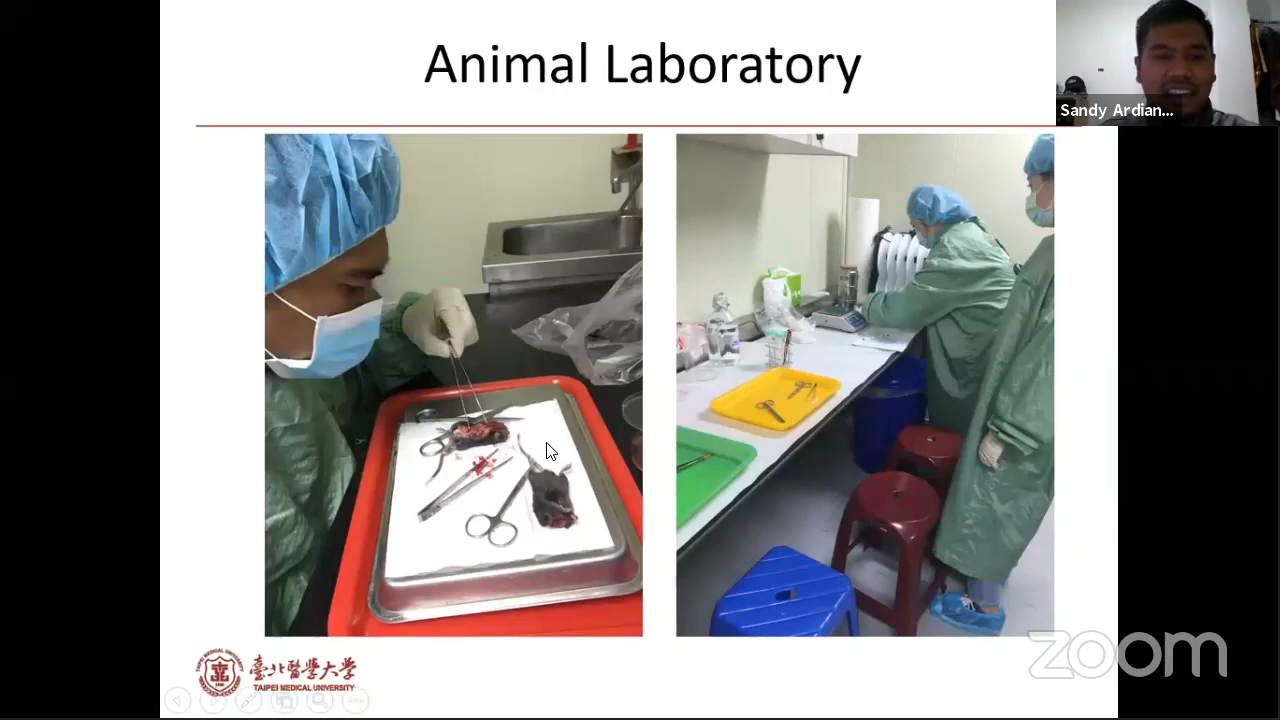 Animal Laboratory
Sandy Ardian...
臺北醫學大學
TAIPEI MEDICAL UNIVERSITY
zoom